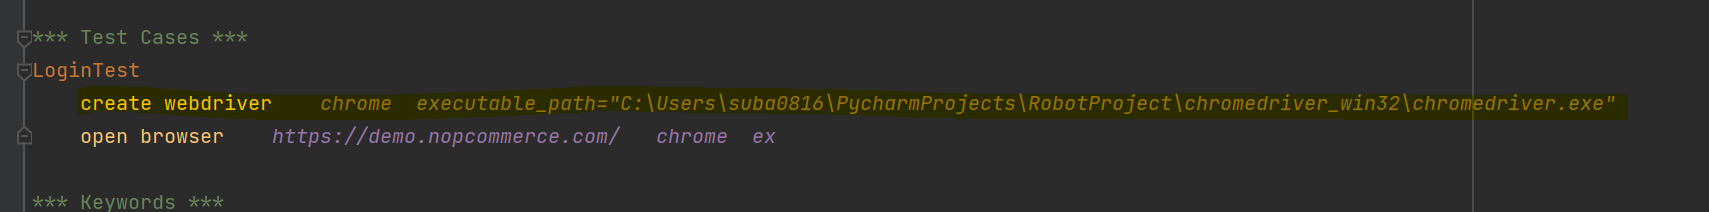 *** Test Cases ***
LoginTest
create webdriver chrome executable_path="C:\Users\suba0816\PycharmProjects\RobotProject\chromedriver_win32\chromedriver.exe"
open browser https://demo.nopcommerce.com/ chrome ex
*** Keywords ***